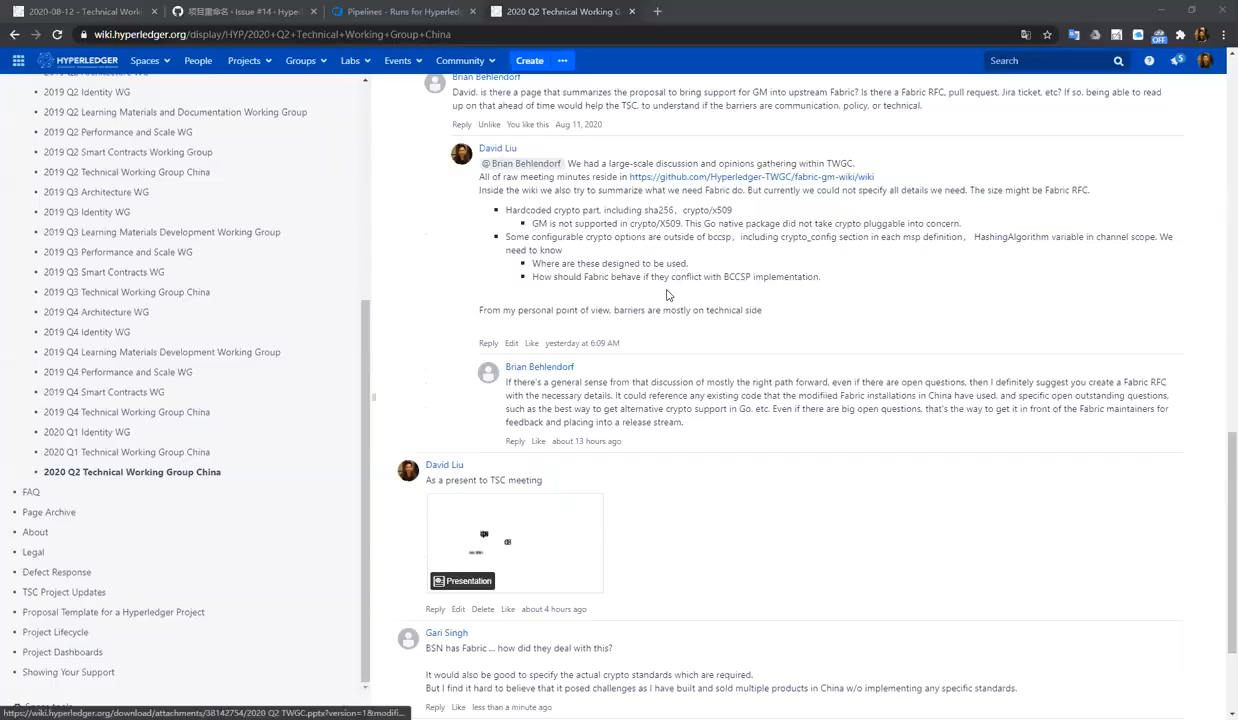 2020-08-12 - Technical Workin
项目重命名 · Issue #14 · Hyperl
Pipelines - Runs for Hyperledg
2020 Q2 Technical Working G
wiki.hyperledger.org/display/HYP/2020+Q2+Technical+Working+Group+China
OFF
HYPERLEDGER
Spaces
People
Projects
Groups
Labs
Events
Community
Create
Search
5
2019 Q2 Identity WG
2019 Q2 Learning Materials and Documentation Working Group
2019 Q2 Performance and Scale WG
2019 Q2 Smart Contracts Working Group
2019 Q2 Technical Working Group China
2019 Q3 Architecture WG
2019 Q3 Identity WG
2019 Q3 Learning Materials Development Working Group
2019 Q3 Performance and Scale WG
2019 Q3 Smart Contracts WG
2019 Q3 Technical Working Group China
2019 Q4 Architecture WG
2019 Q4 Identity WG
2019 Q4 Learning Materials Development Working Group
2019 Q4 Performance and Scale WG
2019 Q4 Smart Contracts WG
2019 Q4 Technical Working Group China
2020 Q1 Identity WG
2020 Q1 Technical Working Group China
2020 Q2 Technical Working Group China
FAQ
Page Archive
About
Legal
Defect Response
TSC Project Updates
Proposal Template for a Hyperledger Project
Project Lifecycle
Project Dashboards
Showing Your Support
https://wiki.hyperledger.org/download/attachments/38142754/2020 Q2 TWGC.pptx?version=1&modifi...
Brian Behlendorf
David, is there a page that summarizes the proposal to bring support for GM into upstream Fabric? Is there a Fabric RFC, pull request, Jira ticket, etc? If so, being able to read
up on that ahead of time would help the TSC, to understand if the barriers are communication, policy, or technical.
Reply Unlike You like this Aug 11, 2020
David Liu
@Brian Behlendorf We had a large-scale discussion and opinions gathering within TWGC.
All of raw meeting minutes reside in https://github.com/Hyperledger-TWGC/fabric-gm-wiki/wiki
Inside the wiki we also try to summarize what we need Fabric do. But currently we could not specify all details we need. The size might be Fabric RFC.
Hardcoded crypto part, including sha256，crypto/x509
GM is not supported in crypto/X509. This Go native package did not take crypto pluggable into concern.
Some configurable crypto options are outside of bccsp，including crypto_config section in each msp definition， HashingAlgorithm variable in channel scope. We
need to know
Where are these designed to be used.
How should Fabric behave if they conflict with BCCSP implementation.
From my personal point of view, barriers are mostly on technical side
Reply Edit Like yesterday at 6:09 AM
Brian Behlendorf
If there's a general sense from that discussion of mostly the right path forward, even if there are open questions, then I definitely suggest you create a Fabric RFC
with the necessary details. It could reference any existing code that the modifiied Fabric installations in China have used, and specific open outstanding questions,
such as the best way to get alternative crypto support in Go, etc. Even if there are big open questions, that's the way to get it in front of the Fabric maintainers for
feedback and placing into a release stream.
Reply Like about 13 hours ago
David Liu
As a present to TSC meeting
Presentation
Reply Edit Delete Like about 4 hours ago
Gari Singh
BSN has Fabric ... how did they deal with this?
It would also be good to specify the actual crypto standards which are required.
But I find it hard to believe that it posed challenges as I have built and sold multiple products in China w/o implementing any specific standards.
Reply Like less than a minute ago